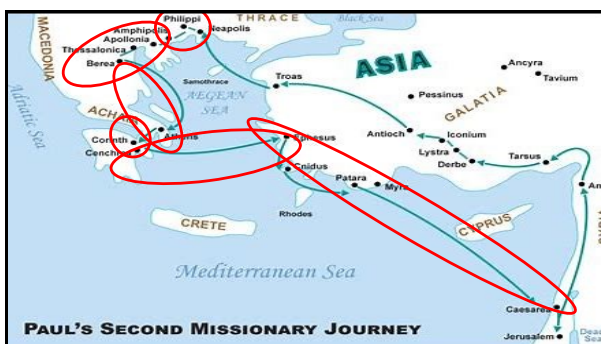 Philippi
THRACE
Black Sea
MACEDONIA
Amphipolis
Neapolis
Apollonia
Thessalonica
Berea
Samothrace
Troas
ASIA
Ancyra
Tavium
Pessinus
GALATIA
AEGEAN
SEA
Adriatic Sea
ACHAIA
Athens
Corinth
Cenchrea
Ephesus
Antioch
Iconium
Lystra
Derbe
Tarsus
Cnidus
Patara
Myra
Rhodes
CRETE
CYPRUS
Mediterranean Sea
Caesarea
Jerusalem
Dead
Sea
PAUL'S SECOND MISSIONARY JOURNEY